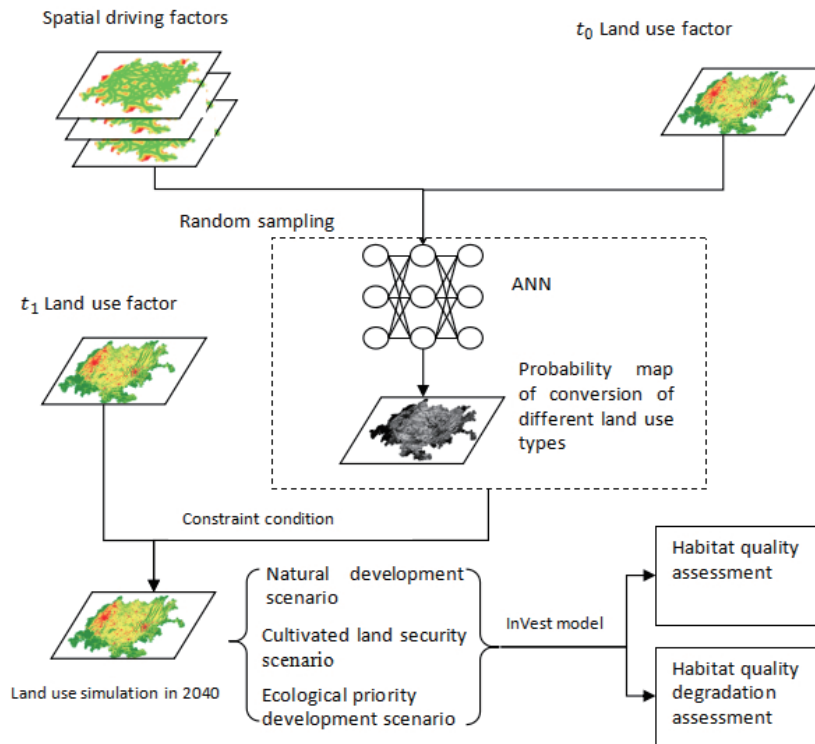 Spatial driving factors
t₀ Land use factor
Random sampling
ANN
t₁ Land use factor
Probability map
of conversion of
different land use
types
Constraint condition
Natural development
scenario
Cultivated land security
scenario
Ecological priority
development scenario
InVest model
Habitat quality
assessment
Habitat quality
degradation
assessment
Land use simulation in 2040